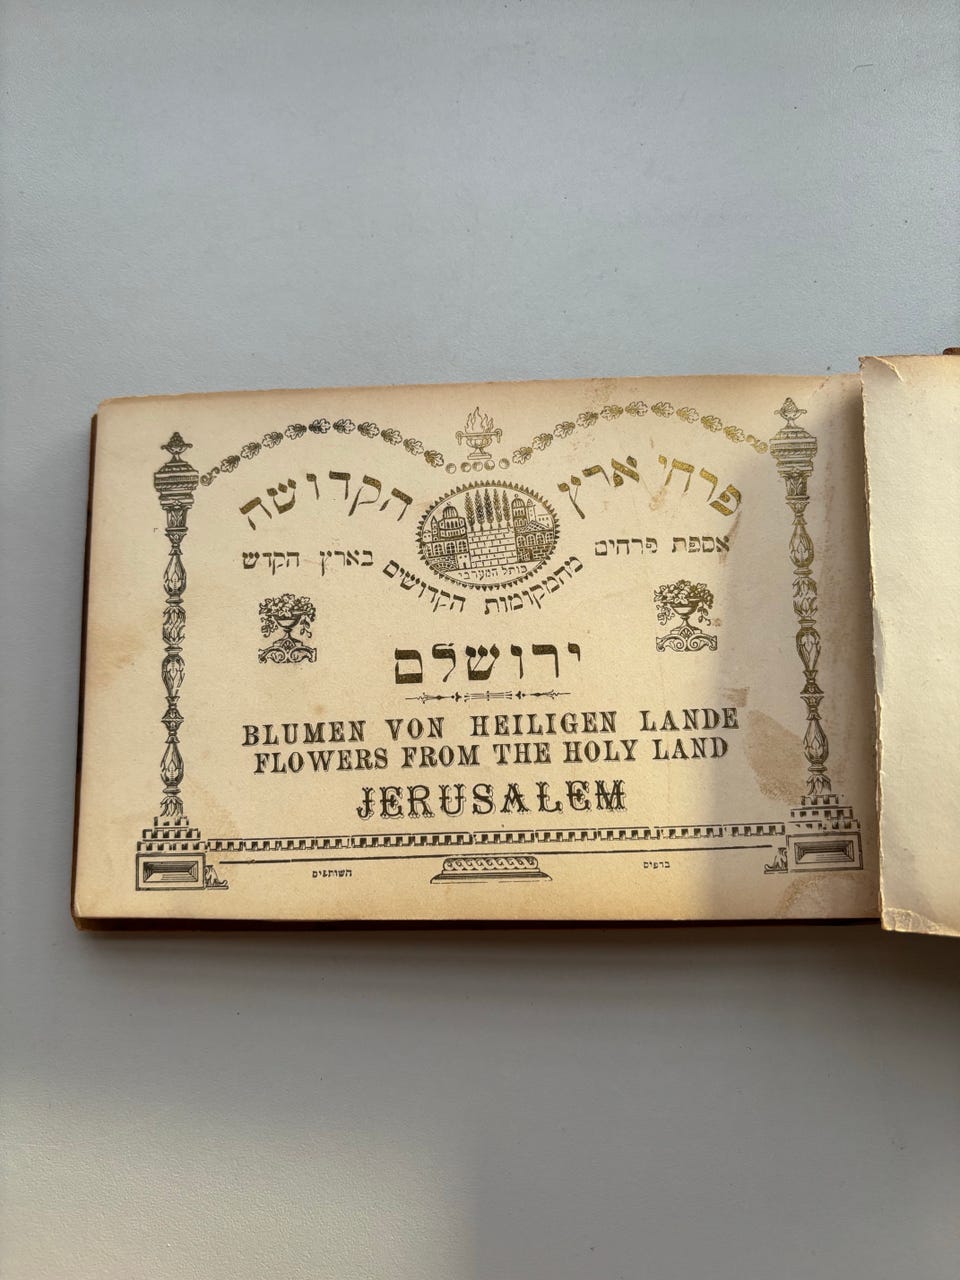 פרחי ארץ הקדושה
אספת פרחים
מהמקומות הקדושים
בארץ הקדש
כותל המערבי
ירושלם
BLUMEN VON HEILIGEN LANDE
FLOWERS FROM THE HOLY LAND
JERUSALEM
בדפוס